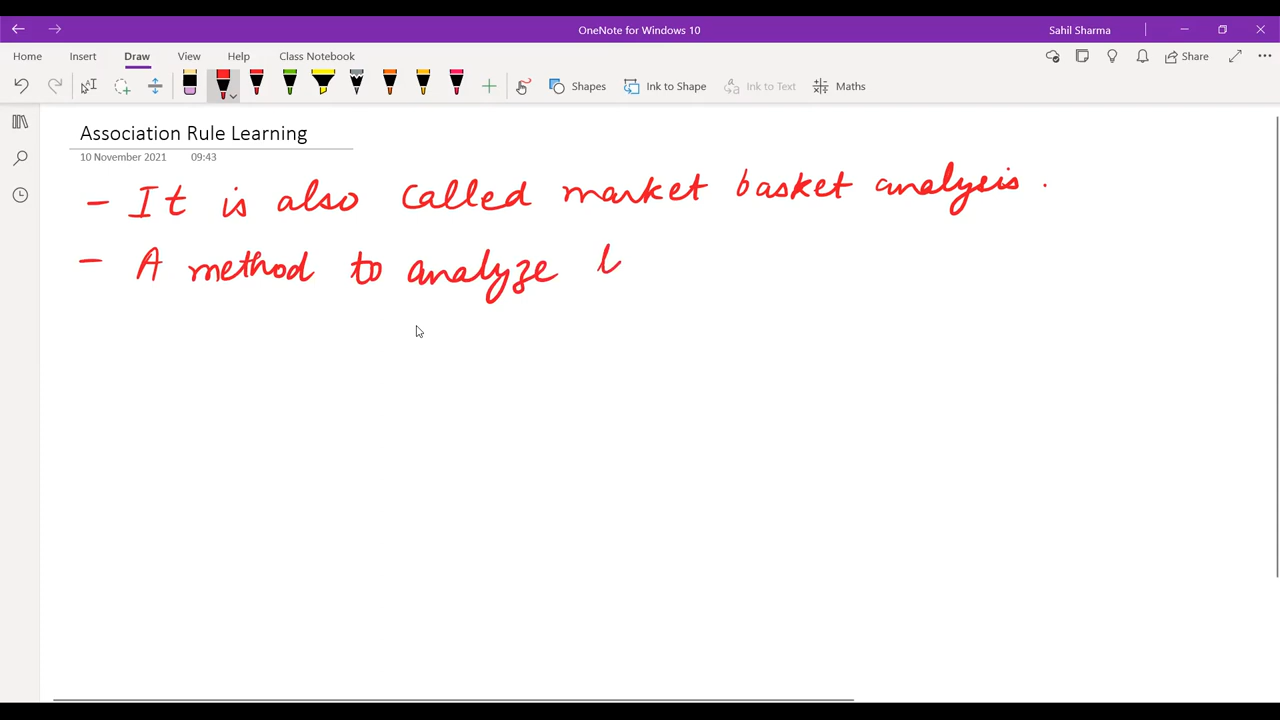 OneNote for Windows 10
Sahil Sharma
Home Insert Draw View Help Class Notebook
Share
Shapes Ink to Shape Ink to Text Maths
Association Rule Learning
10 November 2021 09:43
- It is also called market basket analysis.
- A method to analyze